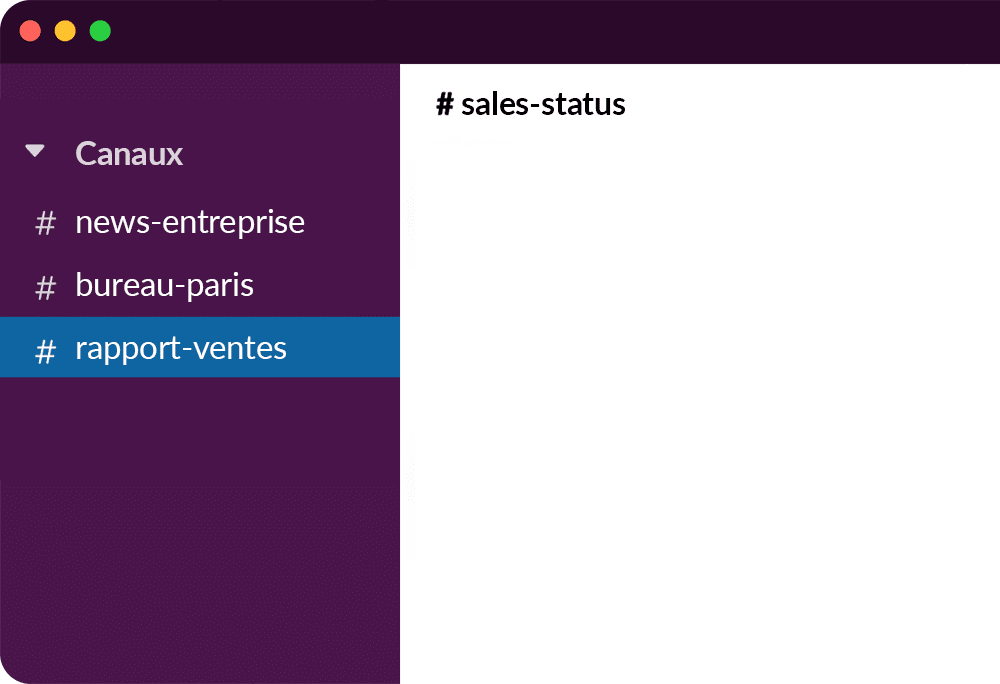 # sales-status
Canaux
# news-entreprise
# bureau-paris
# rapport-ventes